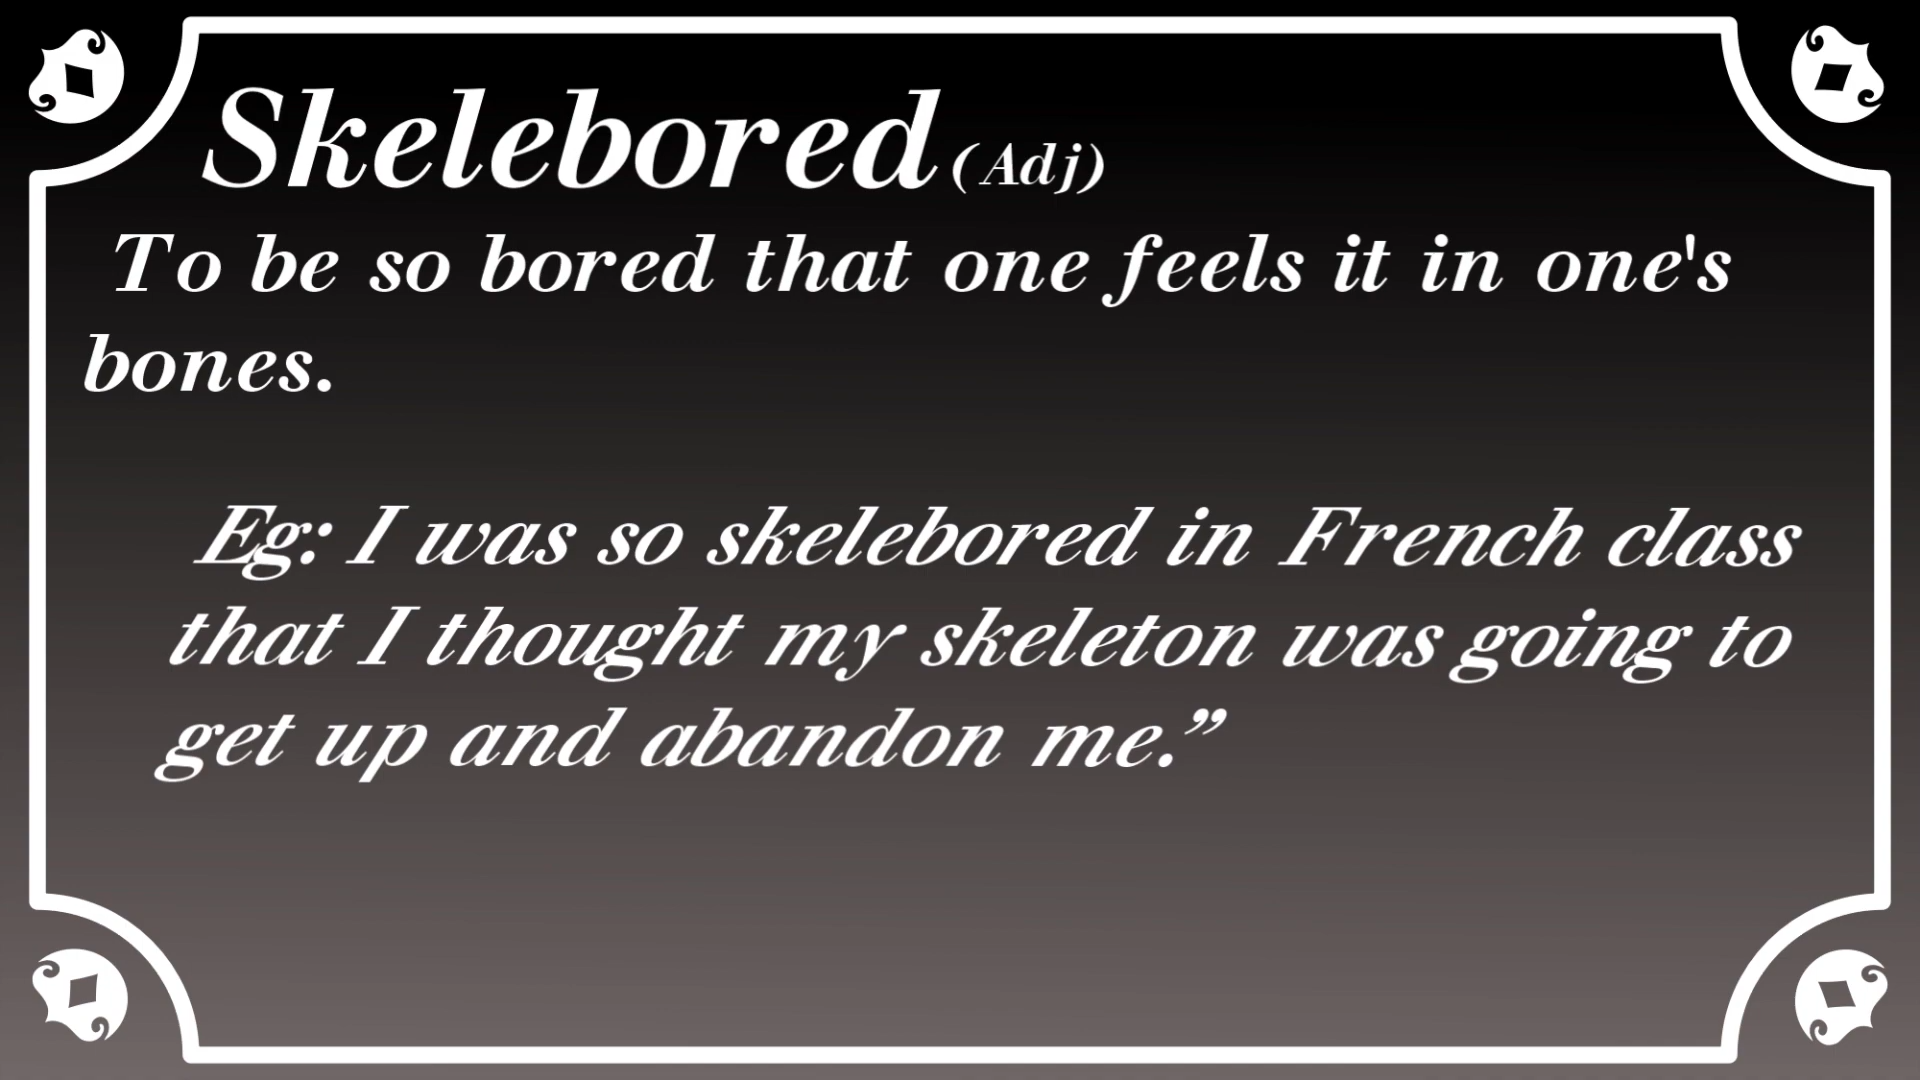 Skelebored (Adj)
To be so bored that one feels it in one's
bones.
Eg: I was so skelebored in French class
that I thought my skeleton was going to
get up and abandon me.”